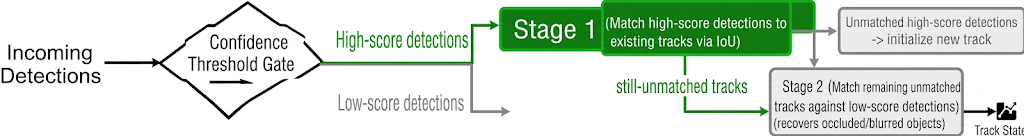 Incoming
Detections
Confidence
Threshold Gate
High-score detections
Low-score detections
Stage 1
(Match high-score detections to
existing tracks via IoU)
still-unmatched tracks
Unmatched high-score detections
-> initialize new track
Stage 2 (Match remaining unmatched
tracks against low-score detections)
(recovers occluded/blurred objects)
Track State